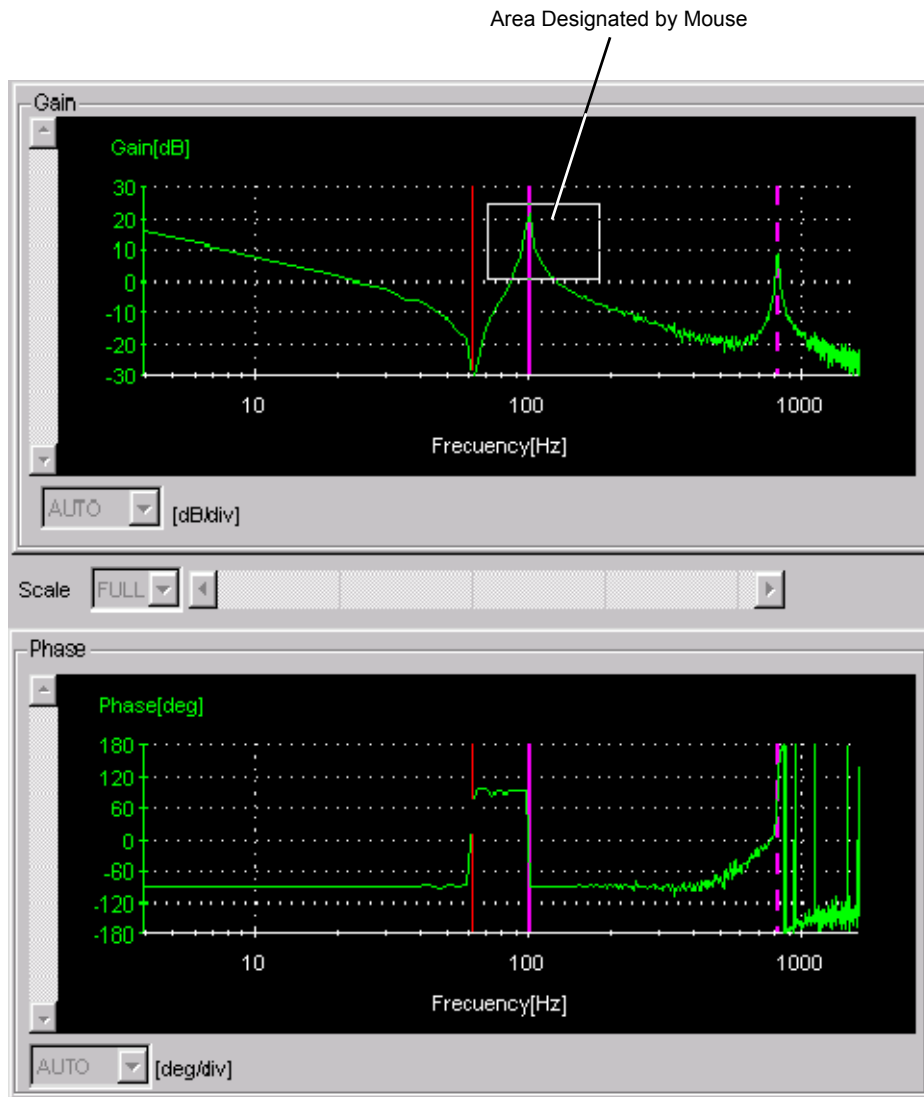 Area Designated by Mouse
Gain
Gain[dB]
30
20
10
0
-10
-20
-30
10 100 1000
Frecuency[Hz]
AUTO [dB/div]
Scale FULL
Phase
Phase[deg]
180
120
60
0
-60
-120
-180
10 100 1000
Frecuency[Hz]
AUTO [deg/div]